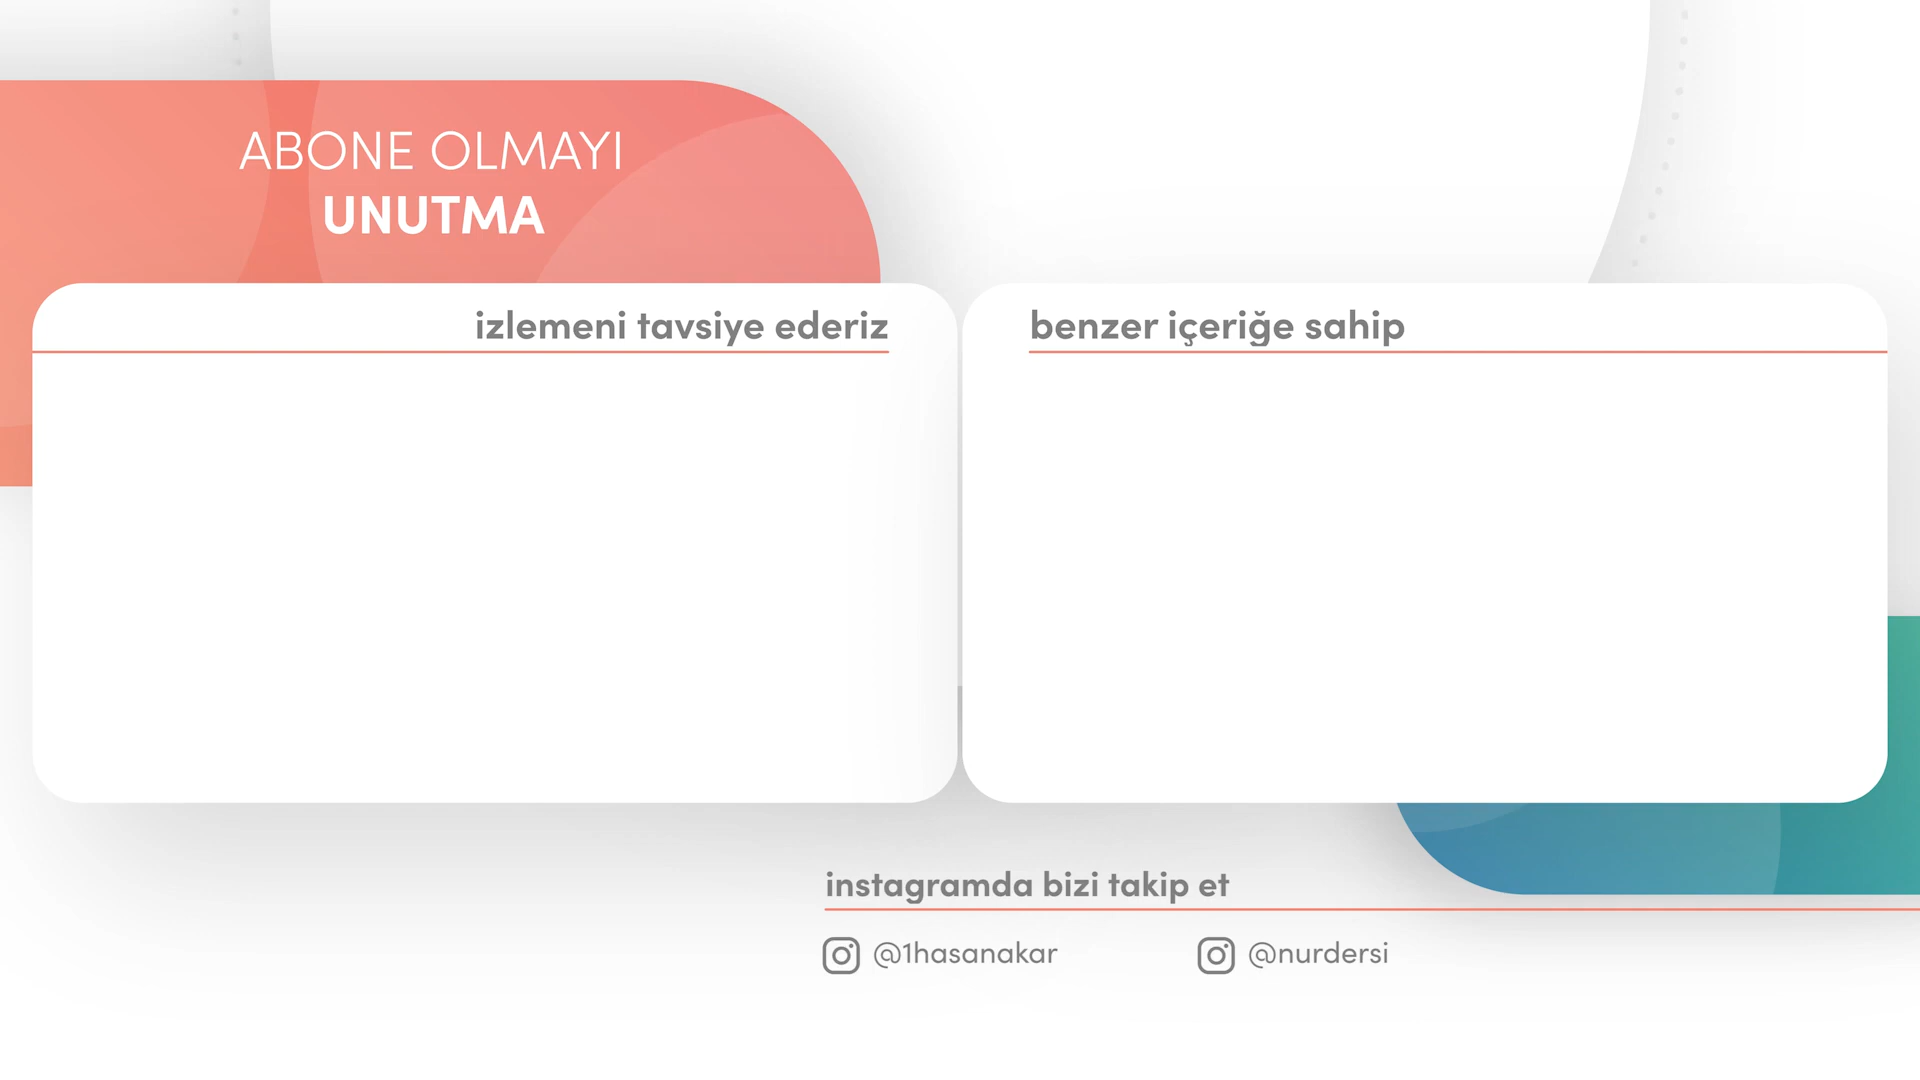 ABONE OLMAYI
UNUTMA
izlemeni tavsiye ederiz
benzer içeriğe sahip
instagramda bizi takip et
@1hasanakar
@nurdersi